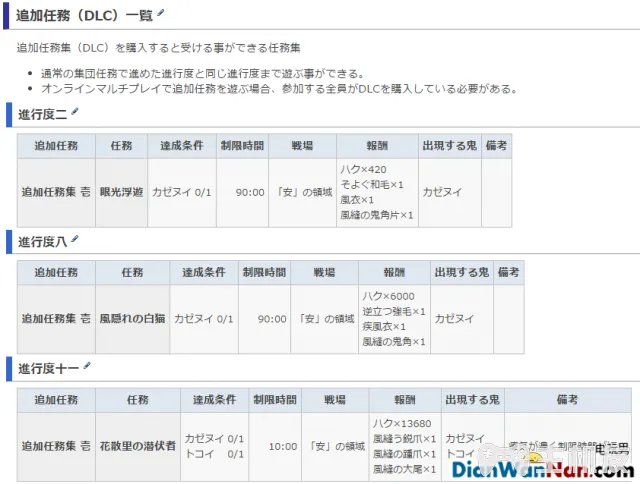 追加任務（DLC）一覧
追加任務集（DLC）を購入すると受ける事ができる任務集
通常の集団任務で進めた進行度と同じ進行度まで遊ぶ事ができる。
オンラインマルチプレイで追加任務を遊ぶ場合、参加する全員がDLCを購入している必要がある。
進行度二
追加任務 任務 達成条件 制限時間 戦場 報酬 出現する鬼 備考
追加任務集 壱 眼光浮遊 カゼヌイ 0/1 90:00 「安」の領域 ハク×420
そよぐ和毛×1
風衣×1
風縫の鬼角片×1
カゼヌイ
進行度八
追加任務 任務 達成条件 制限時間 戦場 報酬 出現する鬼 備考
追加任務集 壱 風隠れの白猫 カゼヌイ 0/1 90:00 「安」の領域 ハク×6000
逆立つ強毛×1
疾風衣×1
風縫の鬼角×1
カゼヌイ
進行度十一
追加任務 任務 達成条件 制限時間 戦場 報酬 出現する鬼 備考
追加任務集 壱 花散里の潜伏者 カゼヌイ 0/1
トコイ 0/1
10:00 「安」の領域 ハク×13680
風縫う鋭爪×1
風縫の踵爪×1
風縫の大尾×1
カゼヌイ
トコイ
瘴気が濃く制限時間が
电玩男
DianWanNan.com